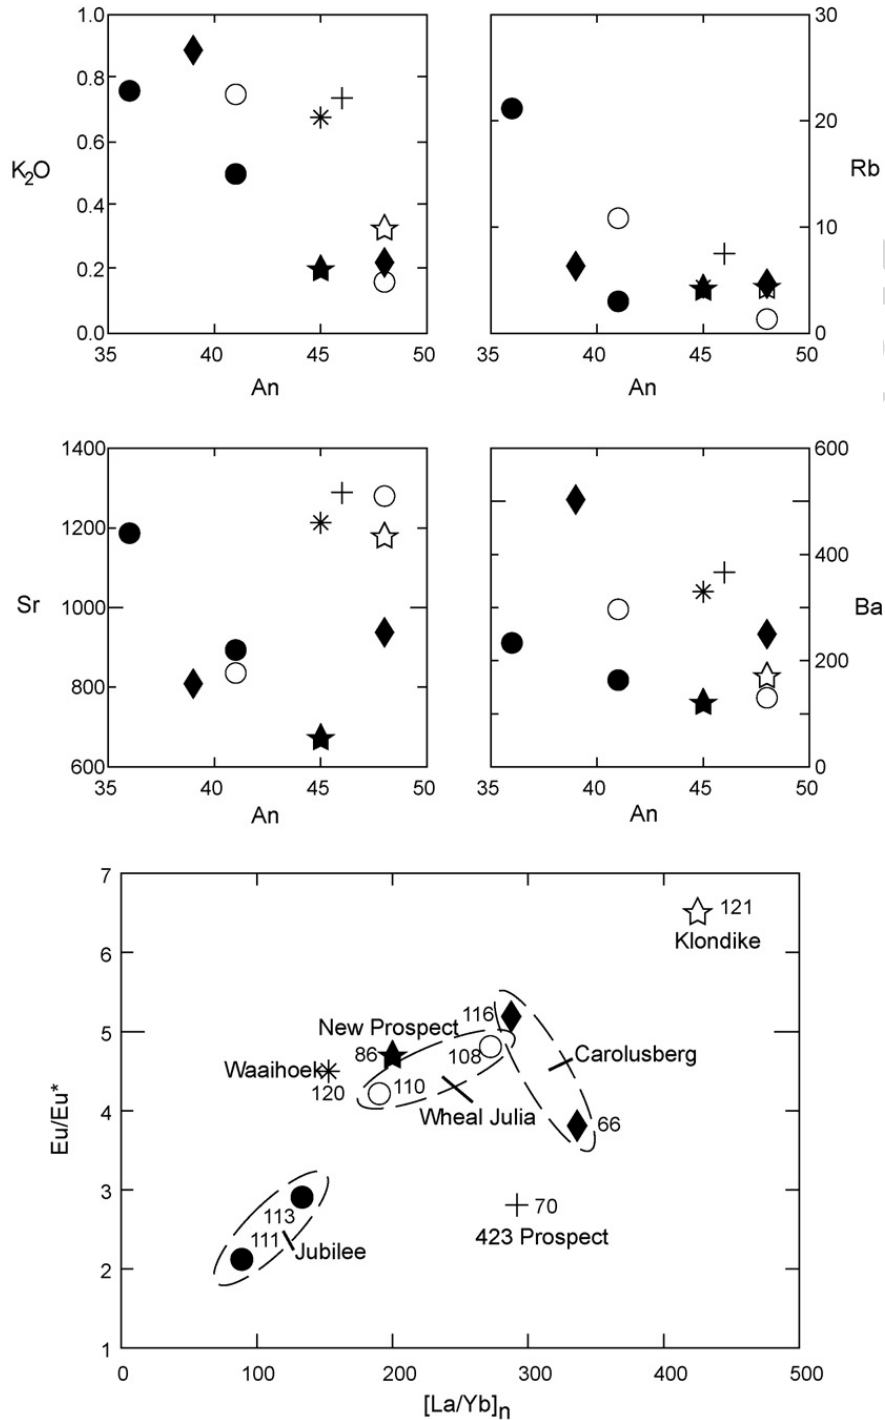 1.0
0.8
0.6
0.4
0.2
0.0
K2O
35 40 45 50
An
30
20
10
0
Rb
35 40 45 50
An
1400
1200
1000
800
600
Sr
35 40 45 50
An
600
400
200
0
Ba
35 40 45 50
An
7
6
5
4
3
2
1
Eu/Eu*
121
Klondike
116
New Prospect
86
108
Carolusberg
Waaihoek
120
110
Wheal Julia
66
113
111
Jubilee
70
423 Prospect
0 100 200 300 400 500
[La/Yb]n